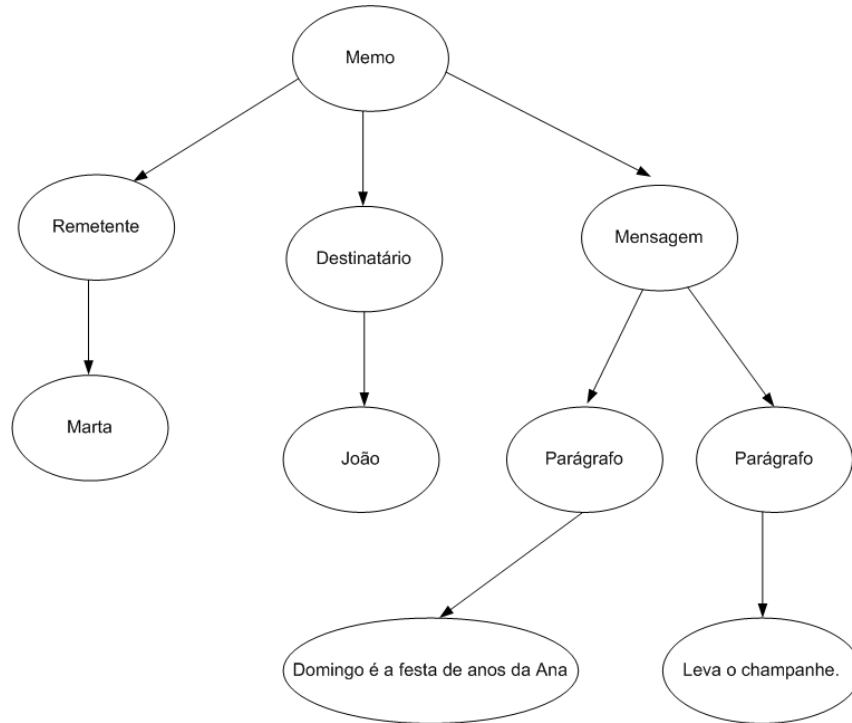 Memo
Remetente
Destinatário
Mensagem
Marta
João
Parágrafo
Parágrafo
Domingo é a festa de anos da Ana
Leva o champanhe.